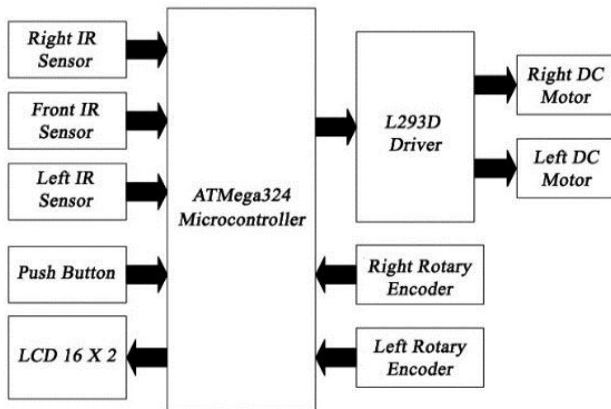 Right IR
Sensor
Front IR
Sensor
Left IR
Sensor
Push Button
LCD 16 X 2
ATMega324
Microcontroller
L293D
Driver
Right DC
Motor
Left DC
Motor
Right Rotary
Encoder
Left Rotary
Encoder